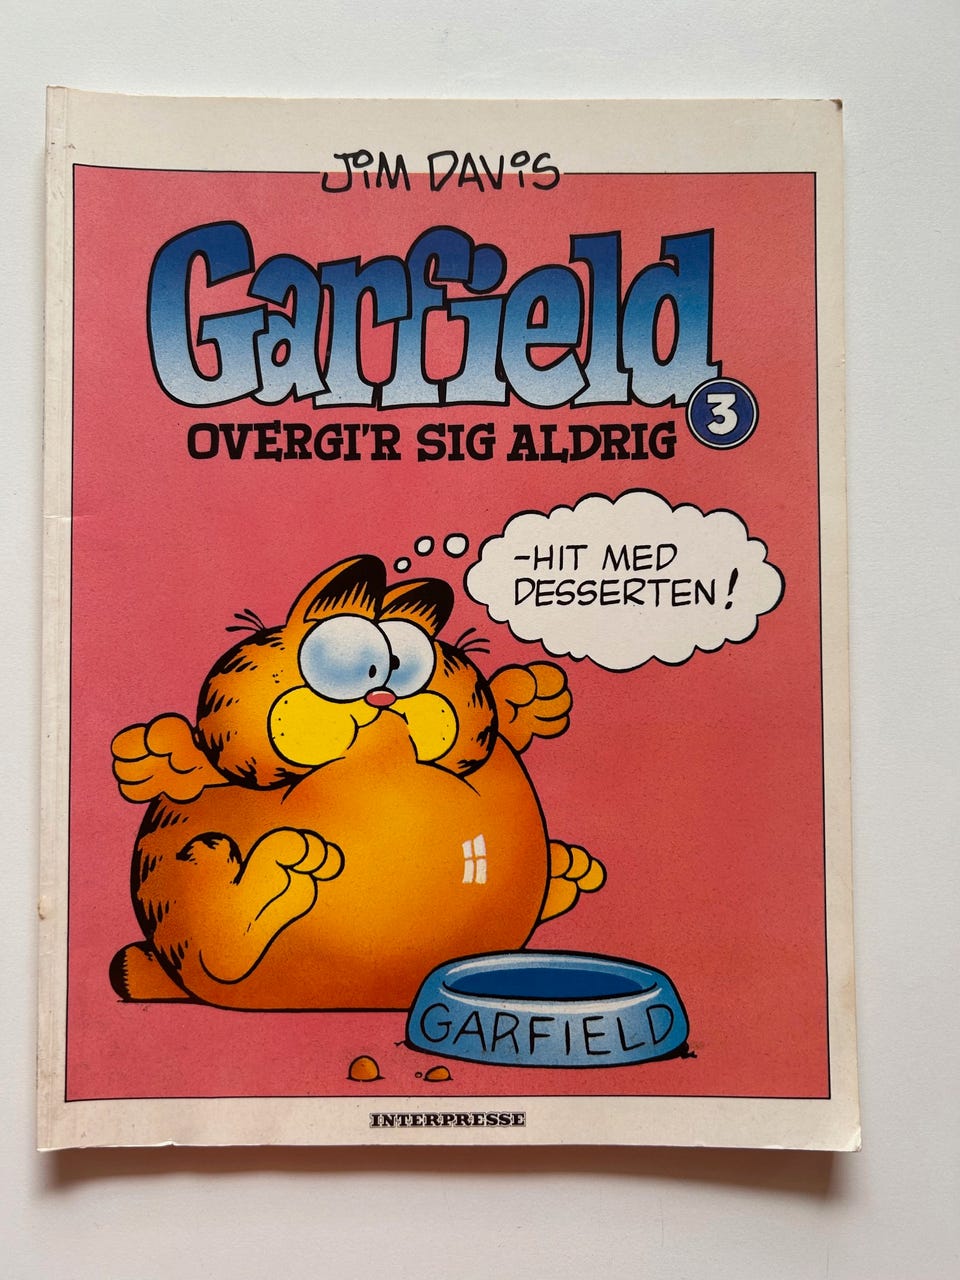 JiM DAViS
Garfield
3
OVERGI'R SIG ALDRIG
-HIT MED
DESSERTEN!
GARFIELD
INTERPRESSE